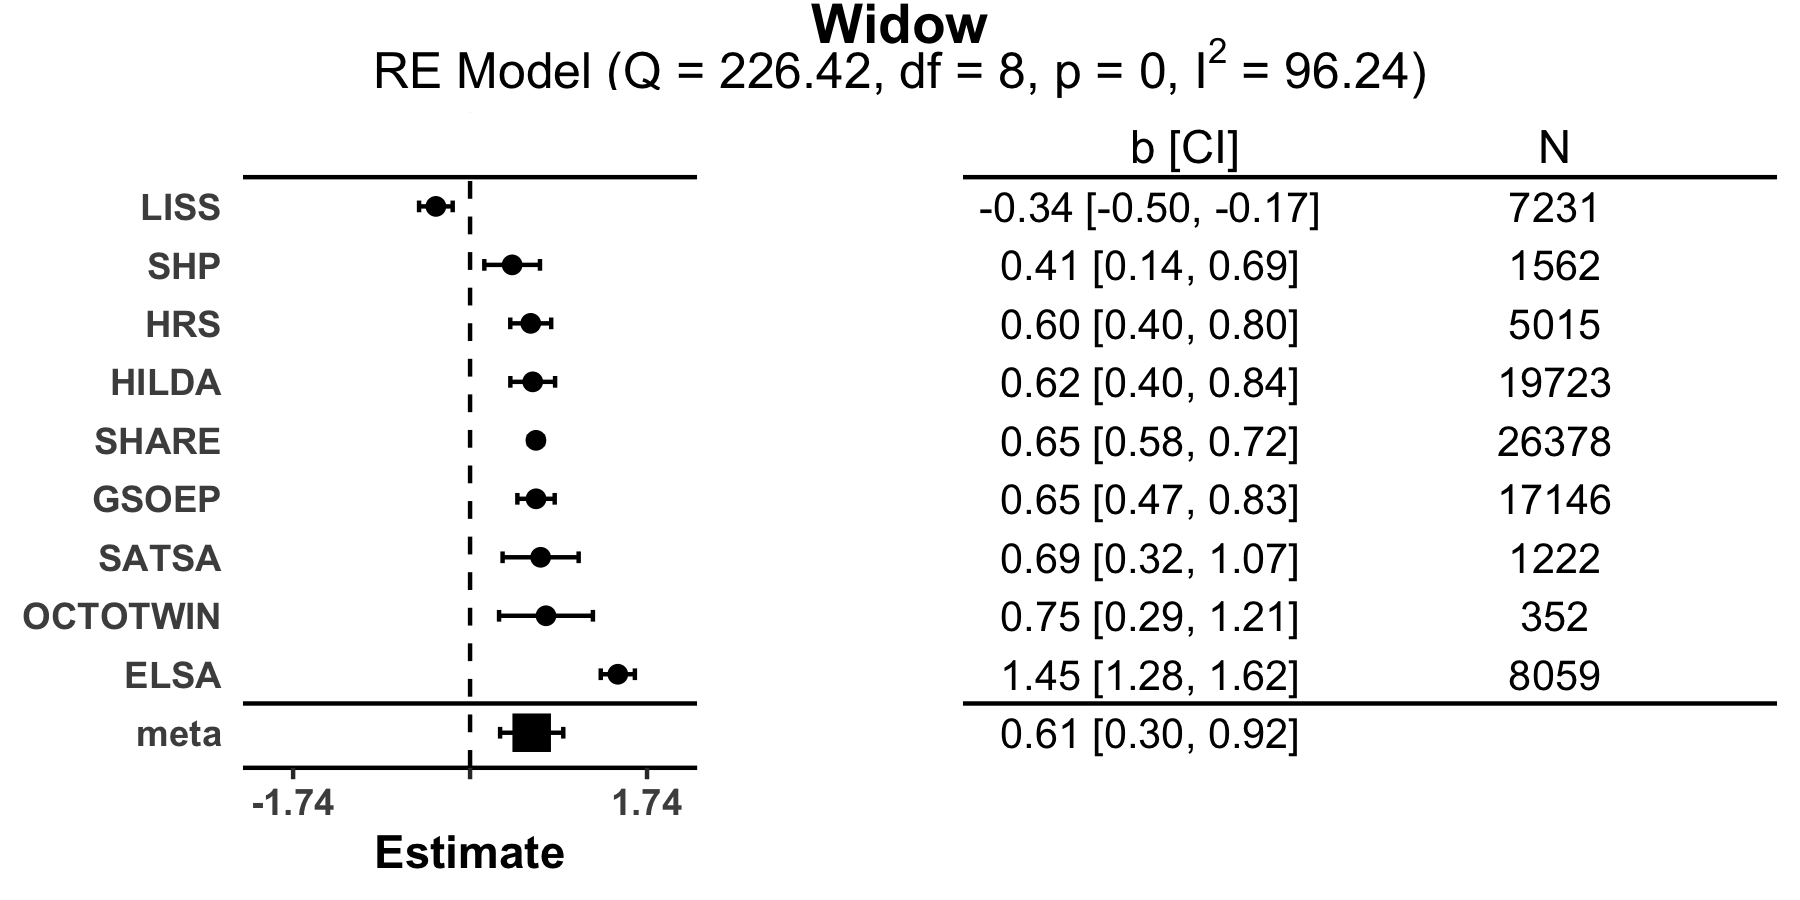 Widow
RE Model (Q = 226.42, df = 8, p = 0, I² = 96.24)
b [CI] N
LISS -0.34 [-0.50, -0.17] 7231
SHP 0.41 [0.14, 0.69] 1562
HRS 0.60 [0.40, 0.80] 5015
HILDA 0.62 [0.40, 0.84] 19723
SHARE 0.65 [0.58, 0.72] 26378
GSOEP 0.65 [0.47, 0.83] 17146
SATSA 0.69 [0.32, 1.07] 1222
OCTOTWIN 0.75 [0.29, 1.21] 352
ELSA 1.45 [1.28, 1.62] 8059
meta 0.61 [0.30, 0.92]
-1.74 1.74
Estimate